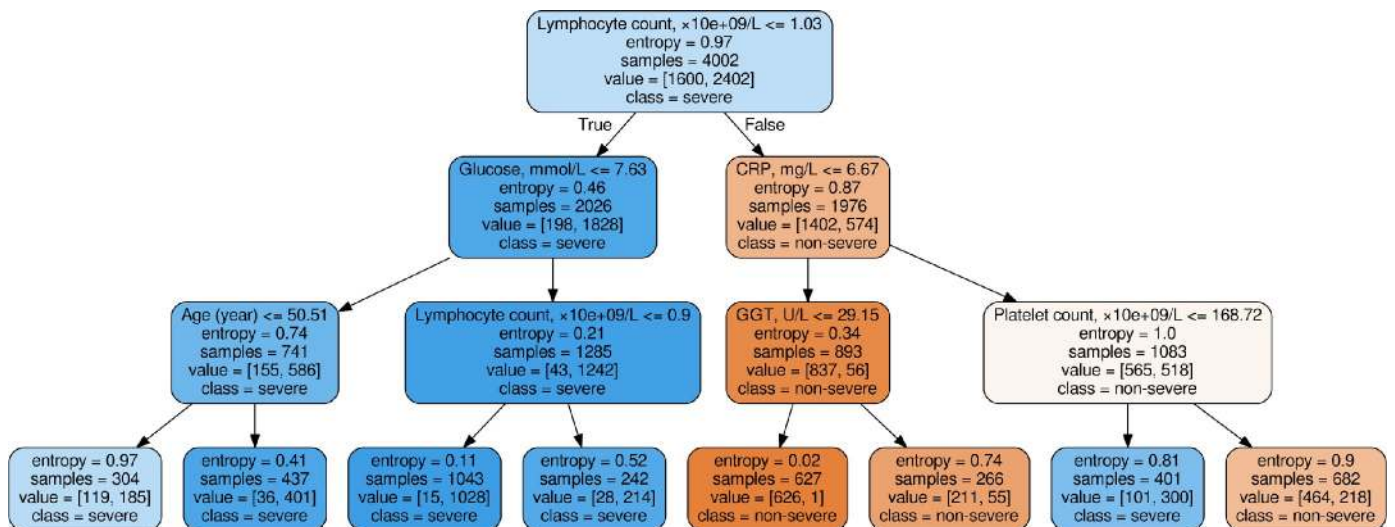 Lymphocyte count, ×10e+09/L <= 1.03
entropy = 0.97
samples = 4002
value = [1600, 2402]
class = severe
True
False
Glucose, mmol/L <= 7.63
entropy = 0.46
samples = 2026
value = [198, 1828]
class = severe
CRP, mg/L <= 6.67
entropy = 0.87
samples = 1976
value = [1402, 574]
class = non-severe
Age (year) <= 50.51
entropy = 0.74
samples = 741
value = [155, 586]
class = severe
Lymphocyte count, ×10e+09/L <= 0.9
entropy = 0.21
samples = 1285
value = [43, 1242]
class = severe
GGT, U/L <= 29.15
entropy = 0.34
samples = 893
value = [837, 56]
class = non-severe
Platelet count, ×10e+09/L <= 168.72
entropy = 1.0
samples = 1083
value = [565, 518]
class = non-severe
entropy = 0.97
samples = 304
value = [119, 185]
class = severe
entropy = 0.41
samples = 437
value = [36, 401]
class = severe
entropy = 0.11
samples = 1043
value = [15, 1028]
class = severe
entropy = 0.52
samples = 242
value = [28, 214]
class = severe
entropy = 0.02
samples = 627
value = [626, 1]
class = non-severe
entropy = 0.74
samples = 266
value = [211, 55]
class = non-severe
entropy = 0.81
samples = 401
value = [101, 300]
class = severe
entropy = 0.9
samples = 682
value = [464, 218]
class = non-severe